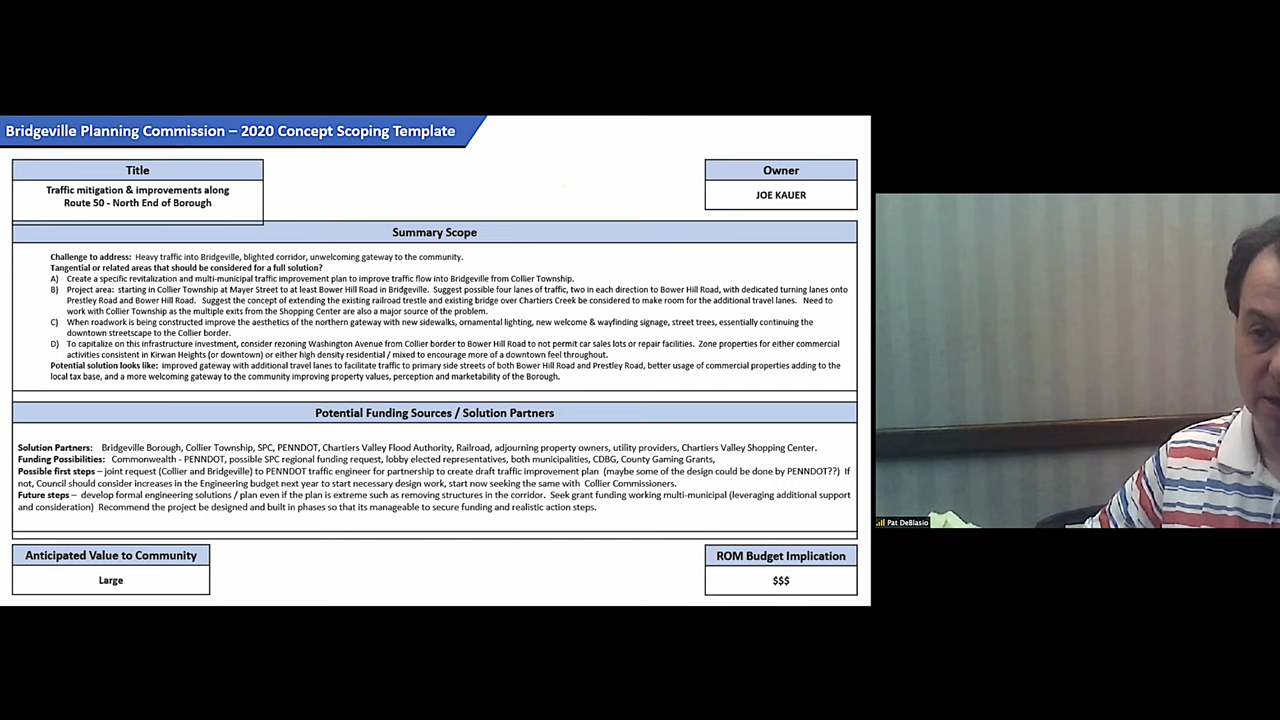 Bridgeville Planning Commission – 2020 Concept Scoping Template
Title
Owner
Traffic mitigation & improvements along
Route 50 - North End of Borough
JOE KAUER
Summary Scope
Challenge to address: Heavy traffic into Bridgeville, blighted corridor, unwelcoming gateway to the community.
Tangential or related areas that should be considered for a full solution?
A) Create a specific revitalization and multi-municipal traffic improvement plan to improve traffic flow into Bridgeville from Collier Township.
B) Project area: starting in Collier Township at Mayer Street to at least Bower Hill Road in Bridgeville. Suggest possible four lanes of traffic, two in each direction to Bower Hill Road, with dedicated turning lanes onto
Prestley Road and Bower Hill Road. Suggest the concept of extending the existing railroad trestle and existing bridge over Chartiers Creek be considered to make room for the additional travel lanes. Need to
work with Collier Township as the multiple exits from the Shopping Center are also a major source of the problem.
C) When roadwork is being constructed improve the aesthetics of the northern gateway with new sidewalks, ornamental lighting, new welcome & wayfinding signage, street trees, essentially continuing the
downtown streetscape to the Collier border.
D) To capitalize on this infrastructure investment, consider rezoning Washington Avenue from Collier border to Bower Hill Road to not permit car sales lots or repair facilities. Zone properties for either commercial
activities consistent in Kirwan Heights (or downtown) or either high density residential / mixed to encourage more of a downtown feel throughout.
Potential solution looks like: improved gateway with additional travel lanes to facilitate traffic to primary side streets of both Bower Hill Road and Prestley Road, better usage of commercial properties adding to the
local tax base, and a more welcoming gateway to the community improving property values, perception and marketability of the Borough.
Potential Funding Sources / Solution Partners
Solution Partners: Bridgeville Borough, Collier Township, SPC, PENNDOT, Chartiers Valley Flood Authority, Railroad, adjourning property owners, utility providers, Chartiers Valley Shopping Center.
Funding Possibilities: Commonwealth - PENNDOT, possible SPC regional funding request, lobby elected representatives, both municipalities, CDBG, County Gaming Grants,
Possible first steps – joint request (Collier and Bridgeville) to PENNDOT traffic engineer for partnership to create draft traffic improvement plan (maybe some of the design could be done by PENNDOT??) If
not, Council should consider increases in the Engineering budget next year to start necessary design work, start now seeking the same with Collier Commissioners.
Future steps – develop formal engineering solutions / plan even if the plan is extreme such as removing structures in the corridor. Seek grant funding working multi-municipal (leveraging additional support
and consideration) Recommend the project be designed and built in phases so that its manageable to secure funding and realistic action steps.
Anticipated Value to Community
Large
ROM Budget Implication
$$$
Pat DeBlasio